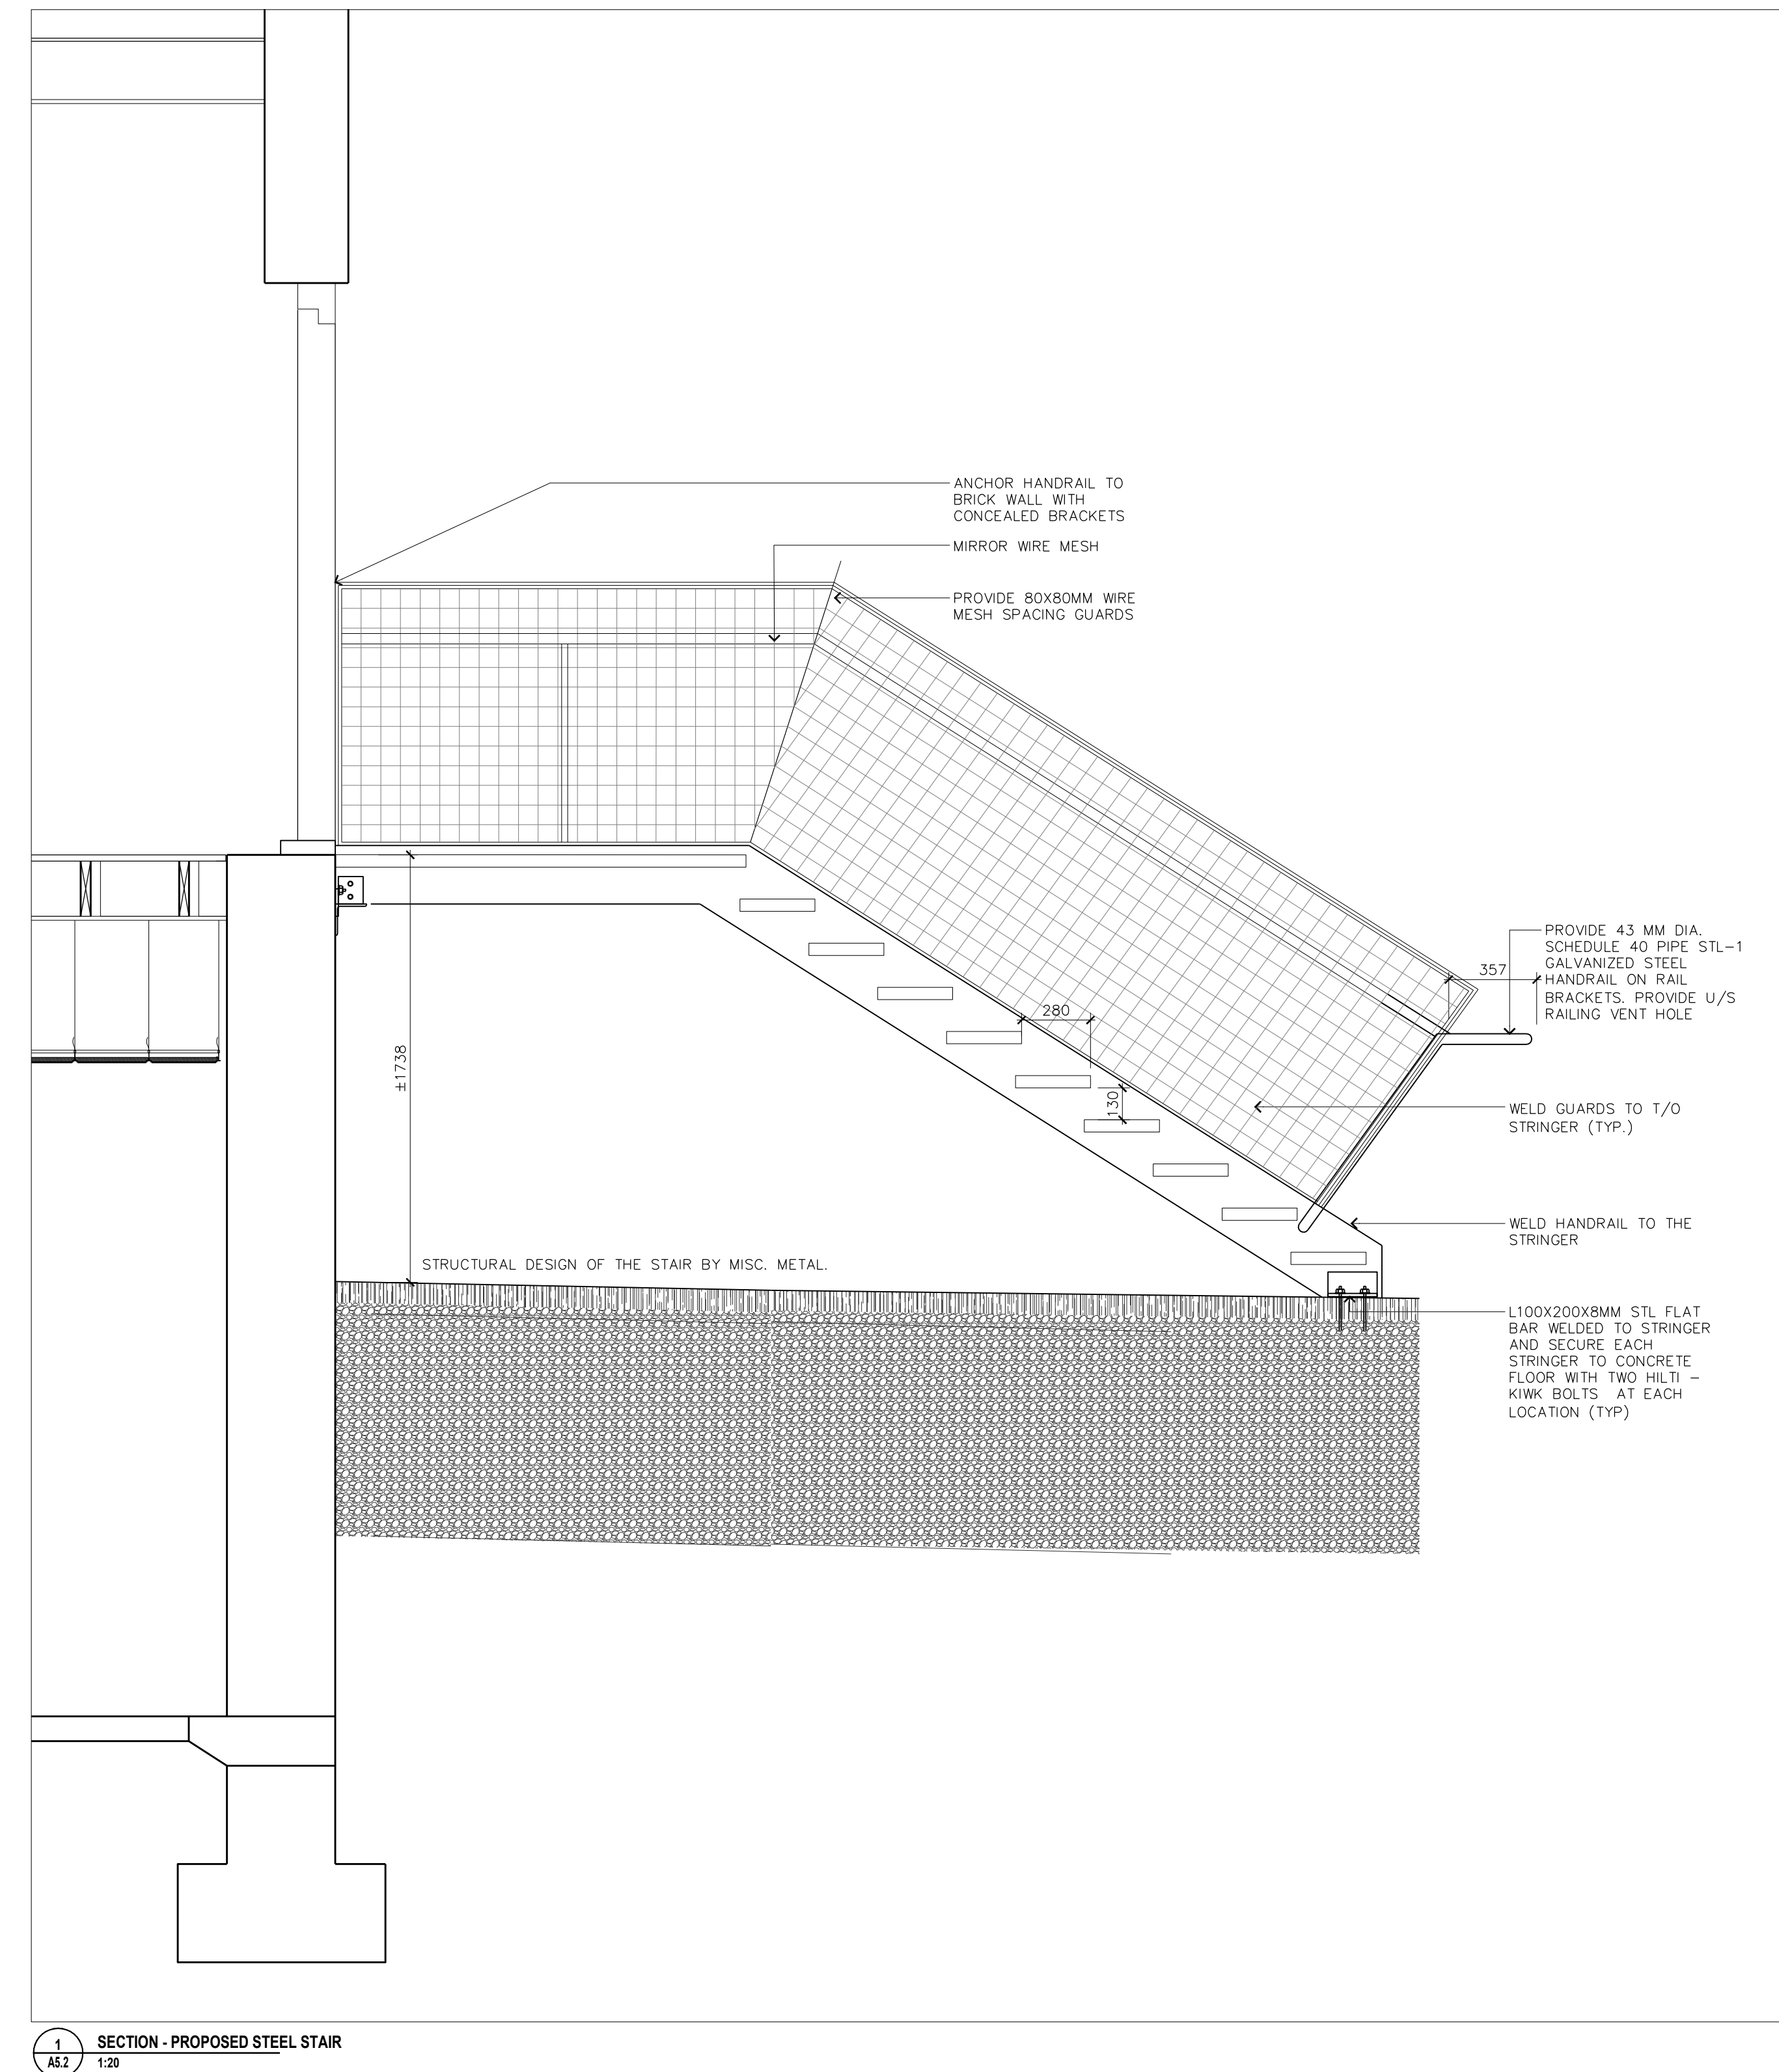 ANCHOR HANDRAIL TO
BRICK WALL WITH
CONCEALED BRACKETS
MIRROR WIRE MESH
PROVIDE 80X80MM WIRE
MESH SPACING GUARDS
PROVIDE 43 MM DIA.
SCHEDULE 40 PIPE STL-1
GALVANIZED STEEL
HANDRAIL ON RAIL
BRACKETS. PROVIDE U/S
RAILING VENT HOLE
357
280
±1738
130
WELD GUARDS TO T/O
STRINGER (TYP.)
WELD HANDRAIL TO THE
STRINGER
STRUCTURAL DESIGN OF THE STAIR BY MISC. METAL.
L100X200X8MM STL FLAT
BAR WELDED TO STRINGER
AND SECURE EACH
STRINGER TO CONCRETE
FLOOR WITH TWO HILTI -
KIWK BOLTS AT EACH
LOCATION (TYP)
1
A5.2
SECTION - PROPOSED STEEL STAIR
1:20